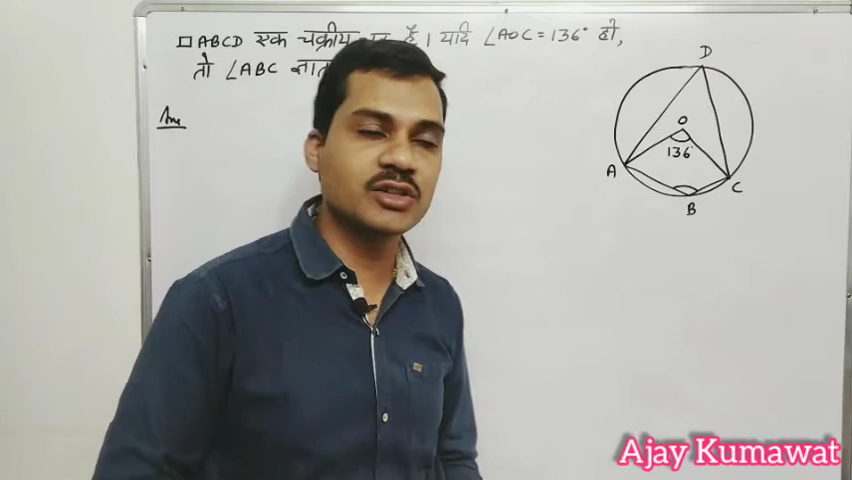 □ABCD एक चक्रीय है । यदि ∠AOC = 136° हो,
तो ∠ABC
Ans
D
O
136°
A
C
B
Ajay Kumawat